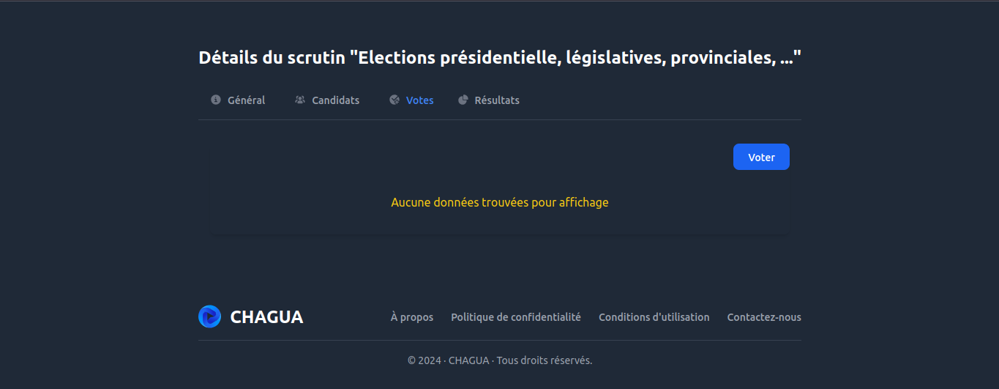 Détails du scrutin "Elections présidentielle, législatives, provinciales, ..."
Général Candidats Votes Résultats
Voter
Aucune données trouvées pour affichage
CHAGUA À propos Politique de confidentialité Conditions d'utilisation Contactez-nous
© 2024 · CHAGUA · Tous droits réservés.